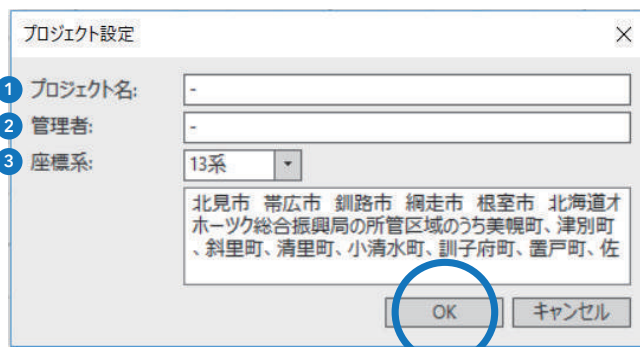 プロジェクト設定
1 プロジェクト名: -
2 管理者: -
3 座標系: 13系
北見市 帯広市 釧路市 網走市 根室市 北海道オ
ホーツク総合振興局の所管区域のうち美幌町、津別町
、斜里町、清里町、小清水町、訓子府町、置戸町、佐
OK キャンセル